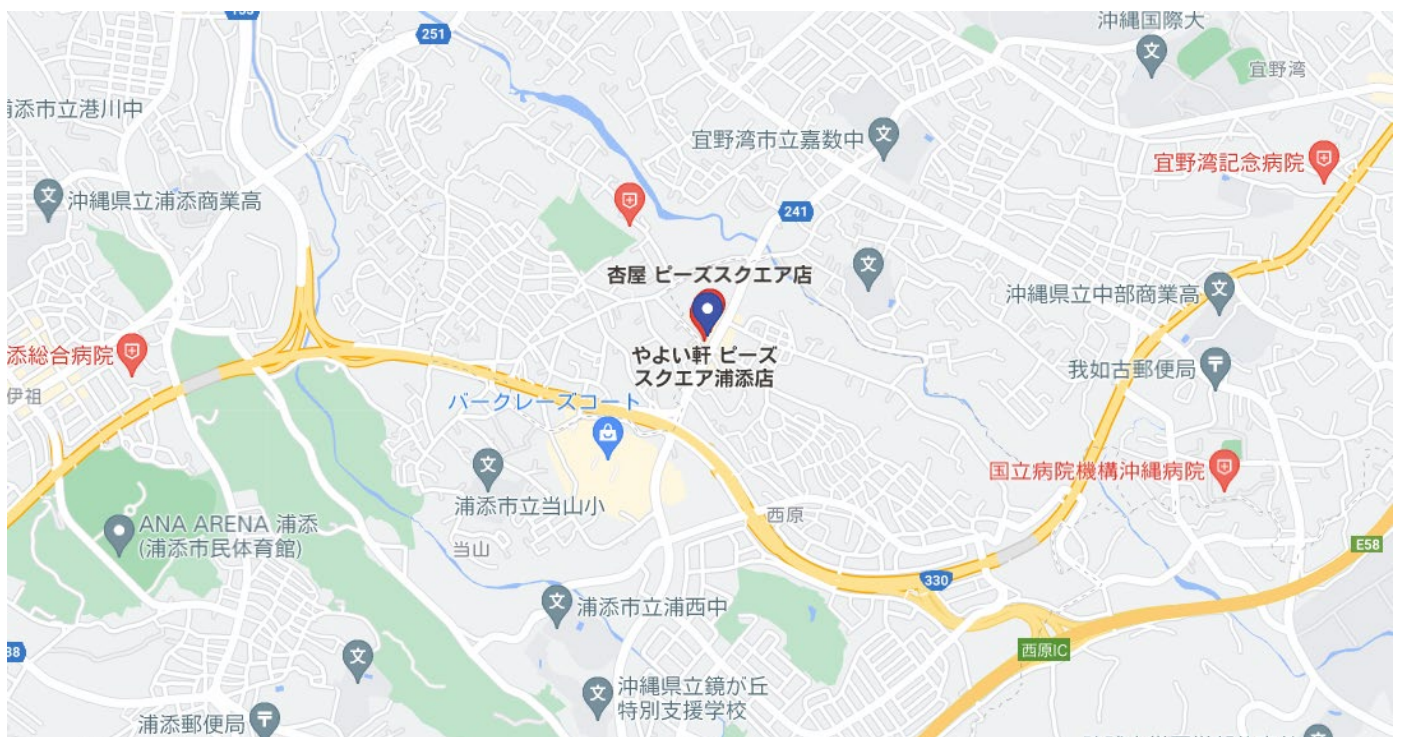 153
251
沖縄国際大
宜野湾
浦添市立港川中
宜野湾市立嘉数中
宜野湾記念病院
沖縄県立浦添商業高
241
杏屋 ピーズスクエア店
沖縄県立中部商業高
やよい軒 ピーズ
スクエア浦添店
添総合病院
我如古郵便局
伊祖
バークレーズコート
国立病院機構沖縄病院
浦添市立当山小
西原
ANA ARENA 浦添
(浦添市民体育館)
当山
E58
330
浦添市立浦西中
西原IC
38
沖縄県立鏡が丘
特別支援学校
浦添郵便局